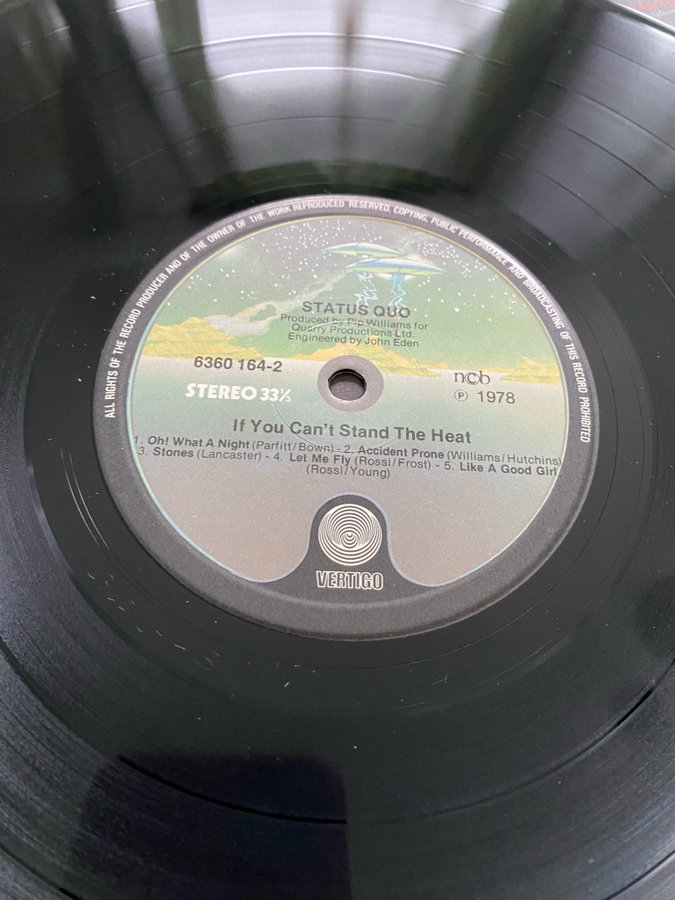 ALL RIGHTS OF THE RECORD PRODUCER AND OF THE OWNER OF THE WORK REPRODUCED RESERVED. COPYING, PUBLIC PERFORMANCE AND BROADCASTING OF THIS RECORD PROHIBITED
STATUS QUO
Produced by Pip Williams for
Quarry Productions Ltd.
Engineered by John Eden
6360 164-2
ncb
STEREO 33⅓
Ⓟ 1978
If You Can't Stand The Heat
1. Oh! What A Night (Parfitt/Bown) - 2. Accident Prone (Williams/Hutchins)
3. Stones (Lancaster) - 4. Let Me Fly (Rossi/Frost) - 5. Like A Good Girl
(Rossi/Young)
VERTIGO